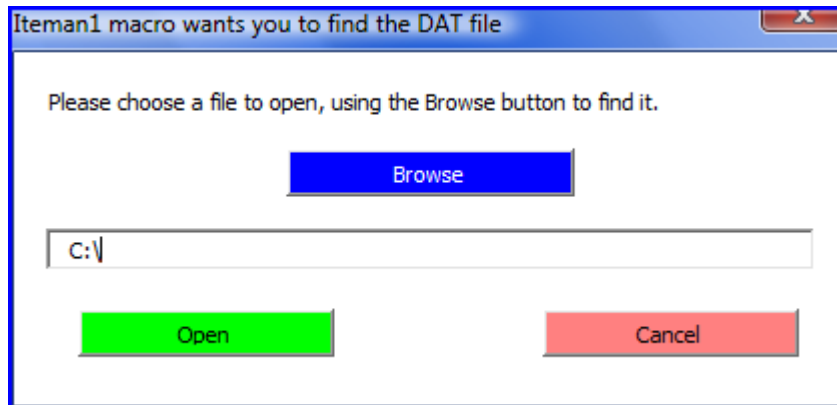 Iteman1 macro wants you to find the DAT file
Please choose a file to open, using the Browse button to find it.
Browse
C:\
Open
Cancel